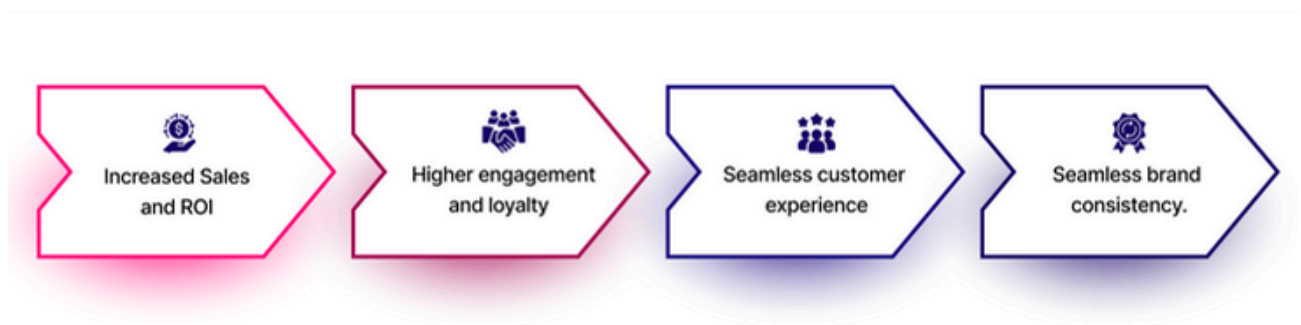 Increased Sales
and ROI
Higher engagement
and loyalty
Seamless customer
experience
Seamless brand
consistency.